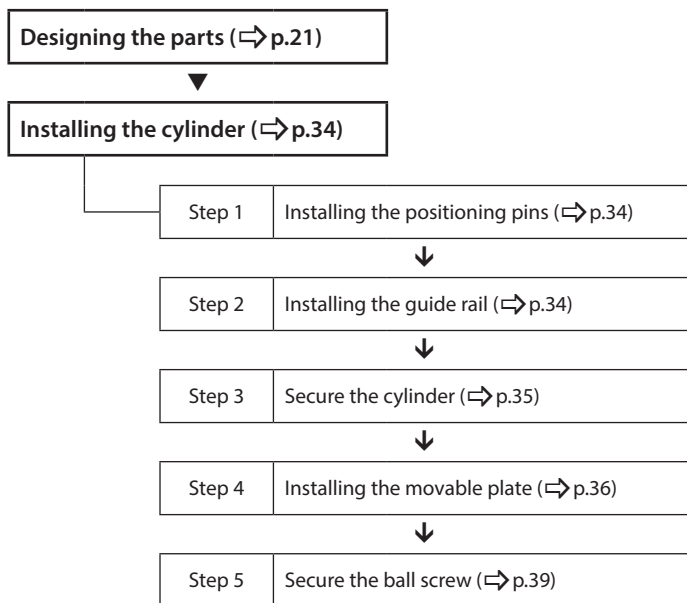 Designing the parts (⇨ p.21)
▼
Installing the cylinder (⇨ p.34)
Step 1 Installing the positioning pins (⇨ p.34)
↓
Step 2 Installing the guide rail (⇨ p.34)
↓
Step 3 Secure the cylinder (⇨ p.35)
↓
Step 4 Installing the movable plate (⇨ p.36)
↓
Step 5 Secure the ball screw (⇨ p.39)